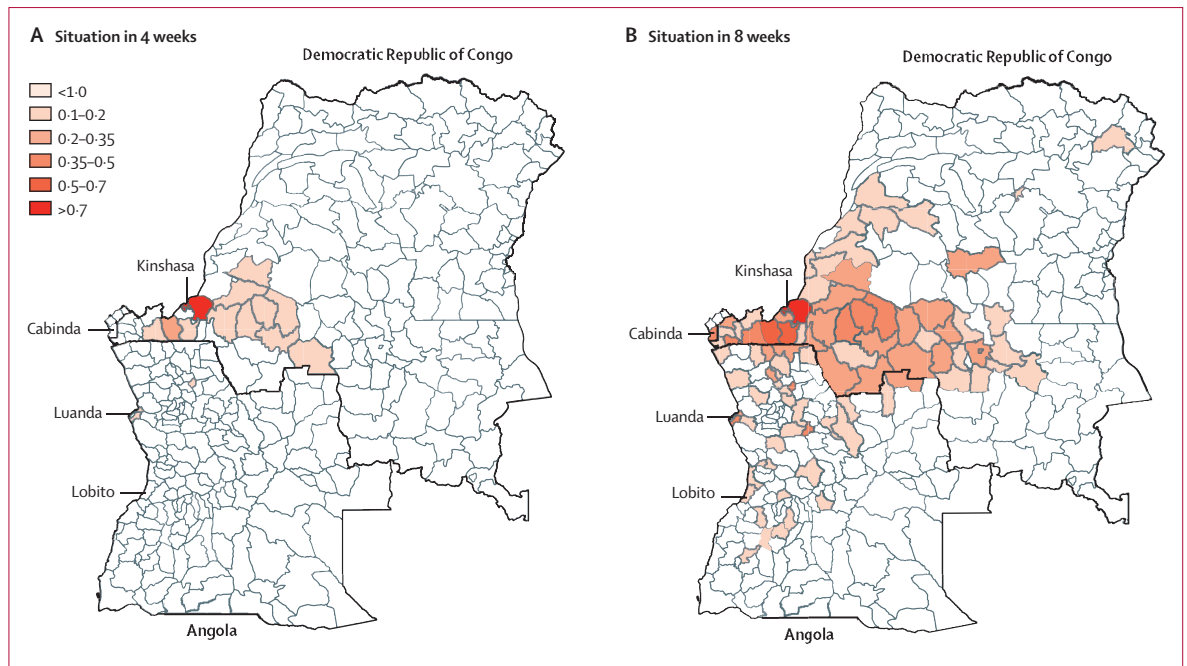 A Situation in 4 weeks
Democratic Republic of Congo
<1·0
0·1–0·2
0·2–0·35
0·35–0·5
0·5–0·7
>0·7
Kinshasa
Cabinda
Luanda
Lobito
Angola
B Situation in 8 weeks
Democratic Republic of Congo
Kinshasa
Cabinda
Luanda
Lobito
Angola